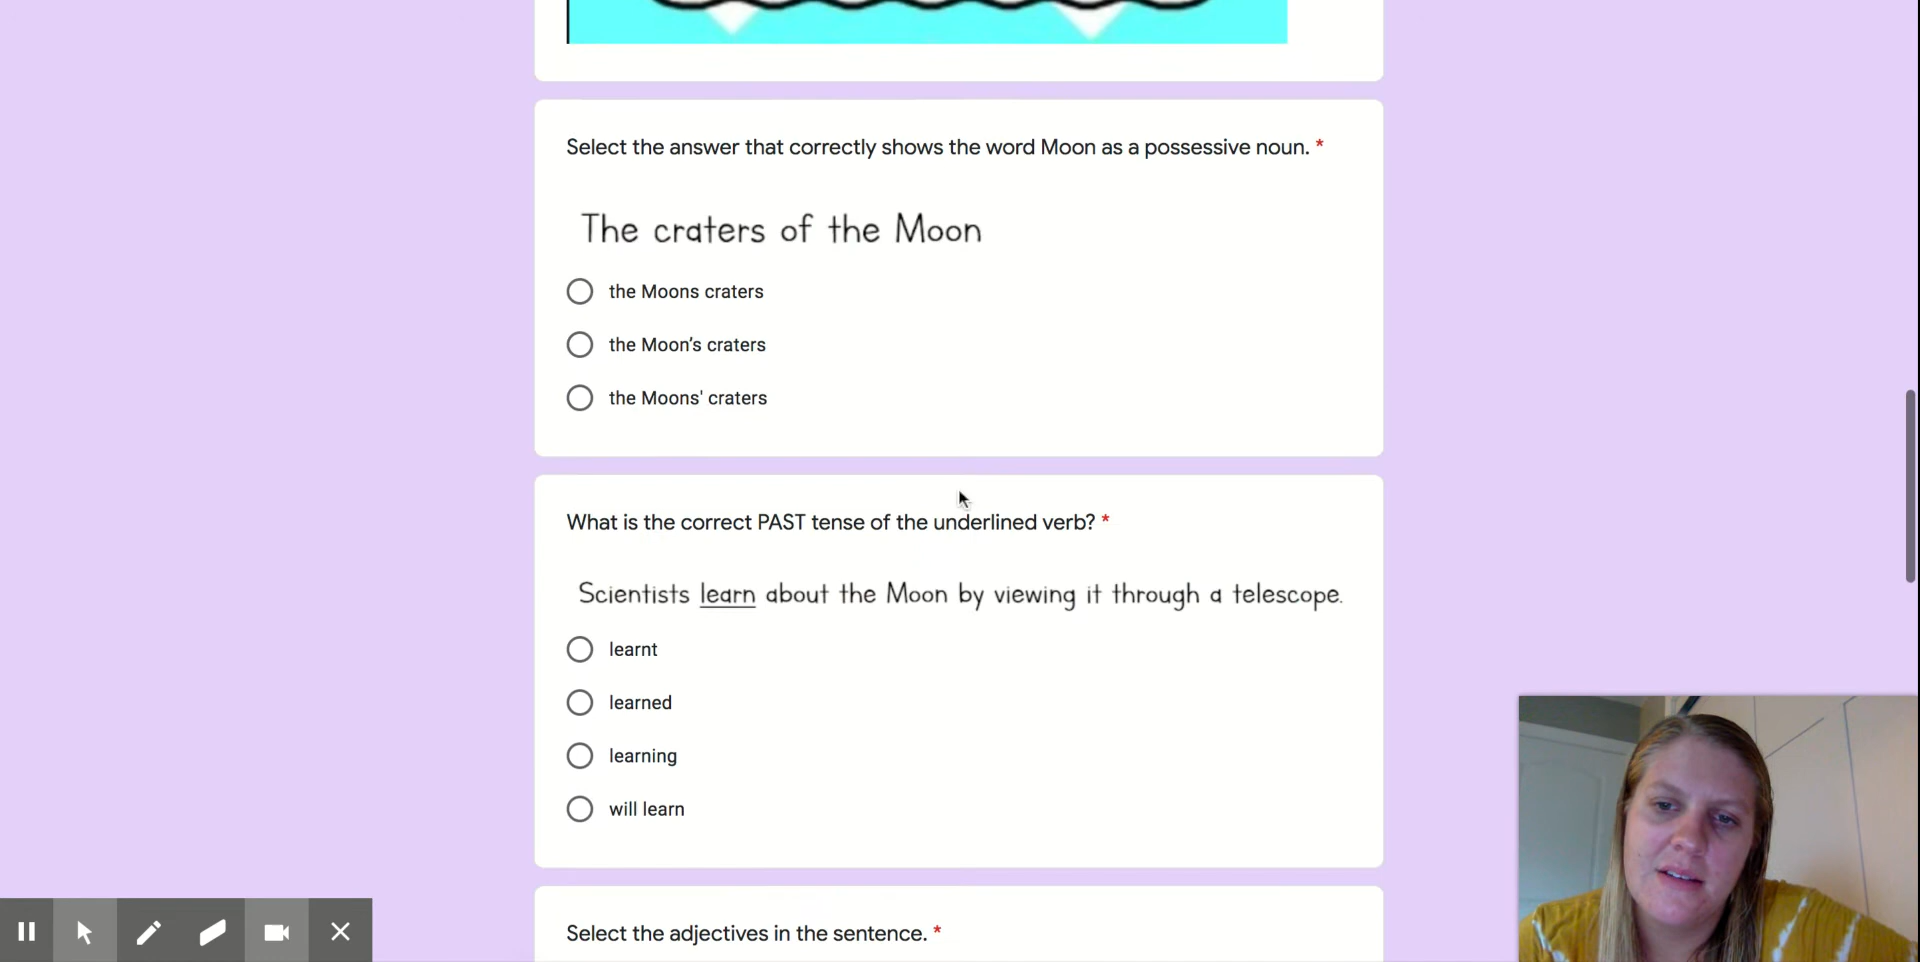 Select the answer that correctly shows the word Moon as a possessive noun. *
The craters of the Moon
the Moons craters
the Moon’s craters
the Moons' craters
What is the correct PAST tense of the underlined verb? *
Scientists learn about the Moon by viewing it through a telescope.
learnt
learned
learning
will learn
Select the adjectives in the sentence. *